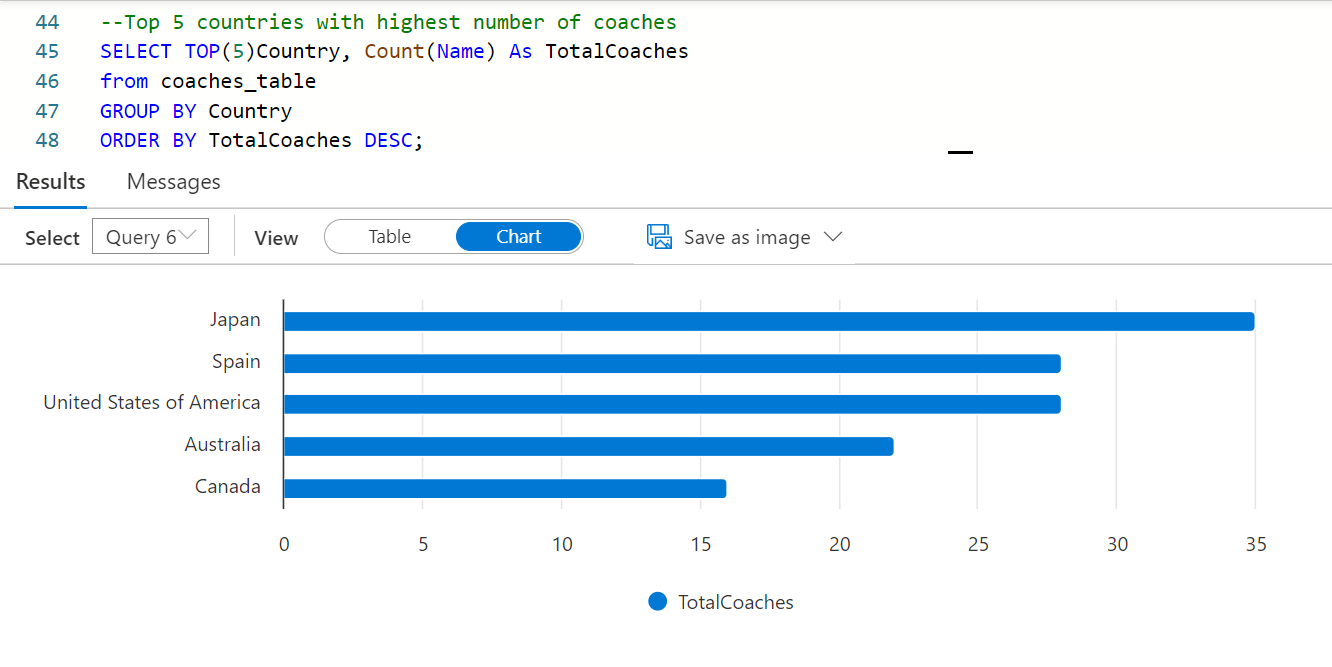 44 --Top 5 countries with highest number of coaches
45 SELECT TOP(5)Country, Count(Name) As TotalCoaches
46 from coaches_table
47 GROUP BY Country
48 ORDER BY TotalCoaches DESC;
Results Messages
Select Query 6 View Table Chart Save as image
Japan
Spain
United States of America
Australia
Canada
0 5 10 15 20 25 30 35
TotalCoaches